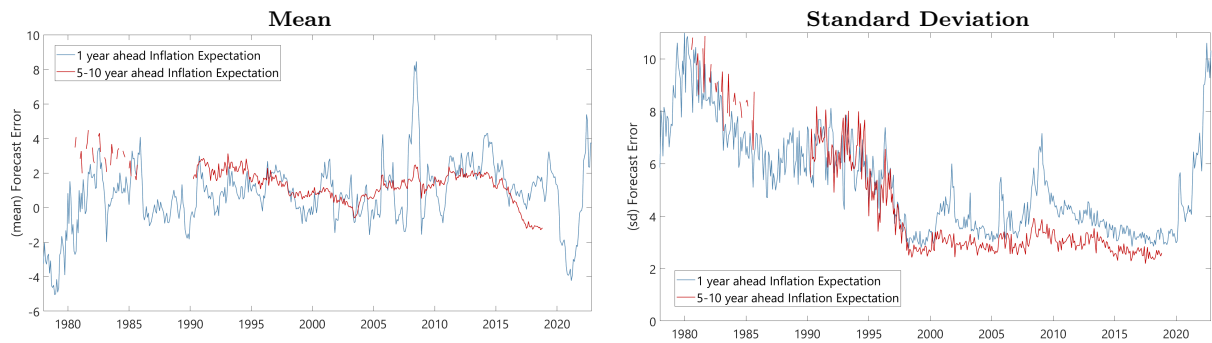 Mean
(mean) Forecast Error
10
8
6
4
2
0
-2
-4
-6
1 year ahead Inflation Expectation
5-10 year ahead Inflation Expectation
1980 1985 1990 1995 2000 2005 2010 2015 2020
Standard Deviation
(sd) Forecast Error
10
8
6
4
2
0
1 year ahead Inflation Expectation
5-10 year ahead Inflation Expectation
1980 1985 1990 1995 2000 2005 2010 2015 2020